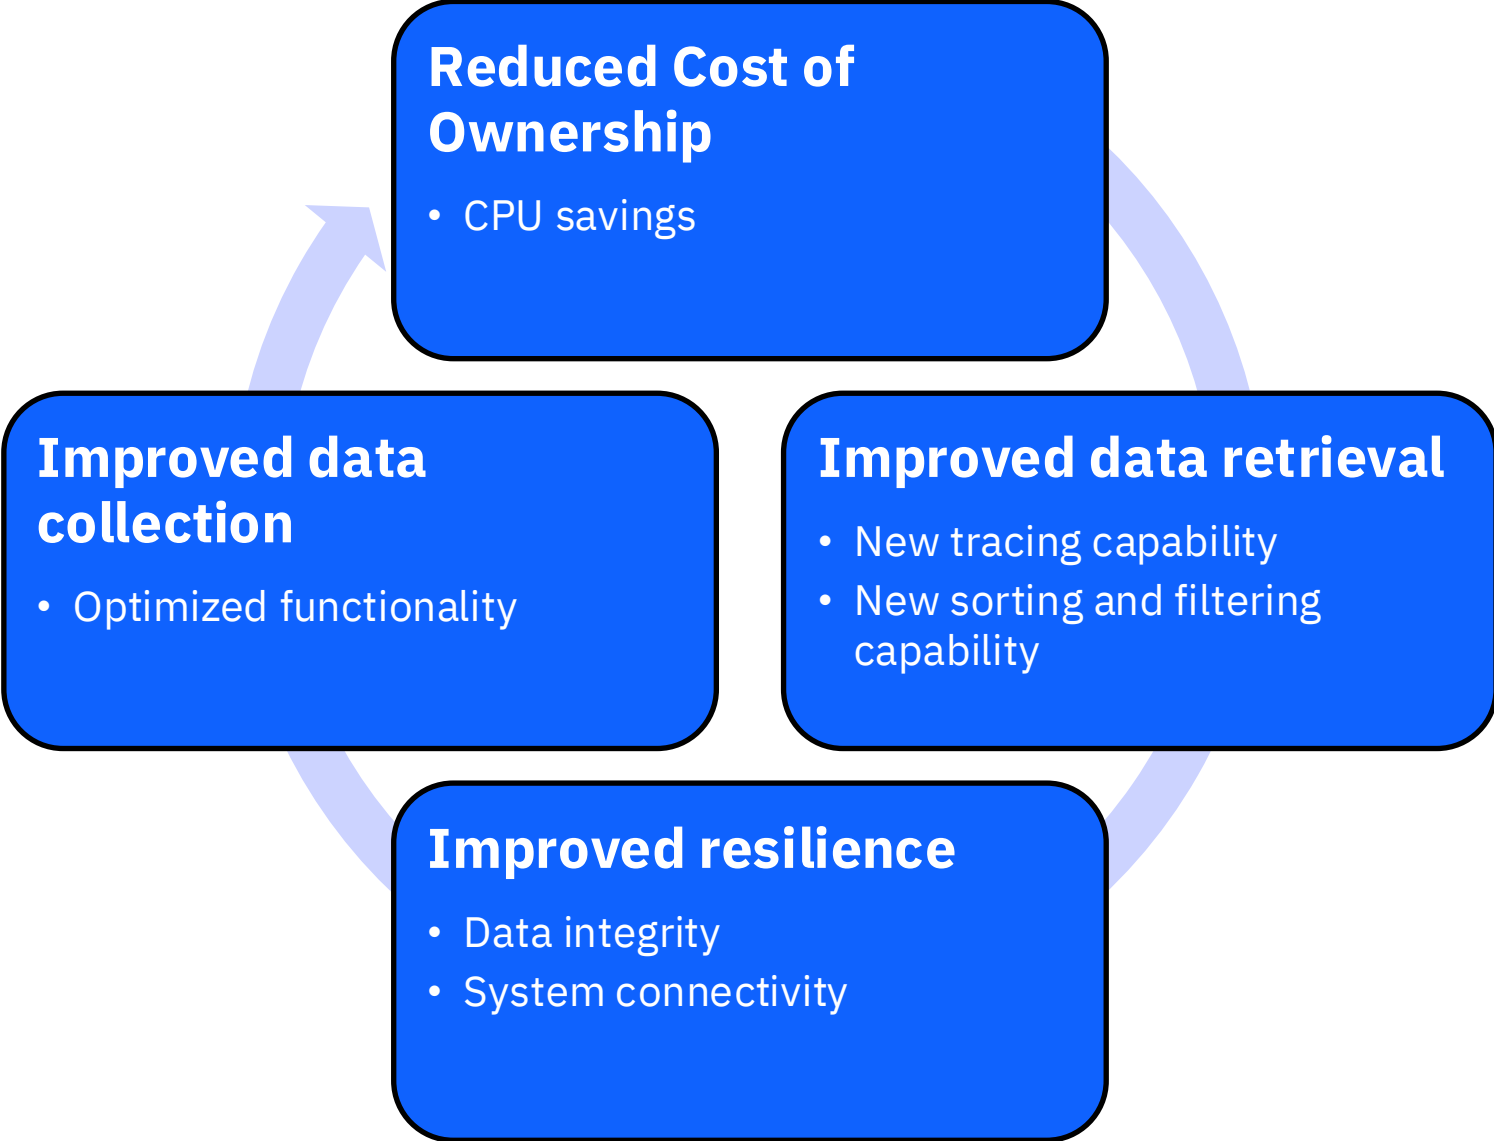 Reduced Cost of
Ownership
• CPU savings
Improved data
collection
• Optimized functionality
Improved data retrieval
• New tracing capability
• New sorting and filtering
capability
Improved resilience
• Data integrity
• System connectivity